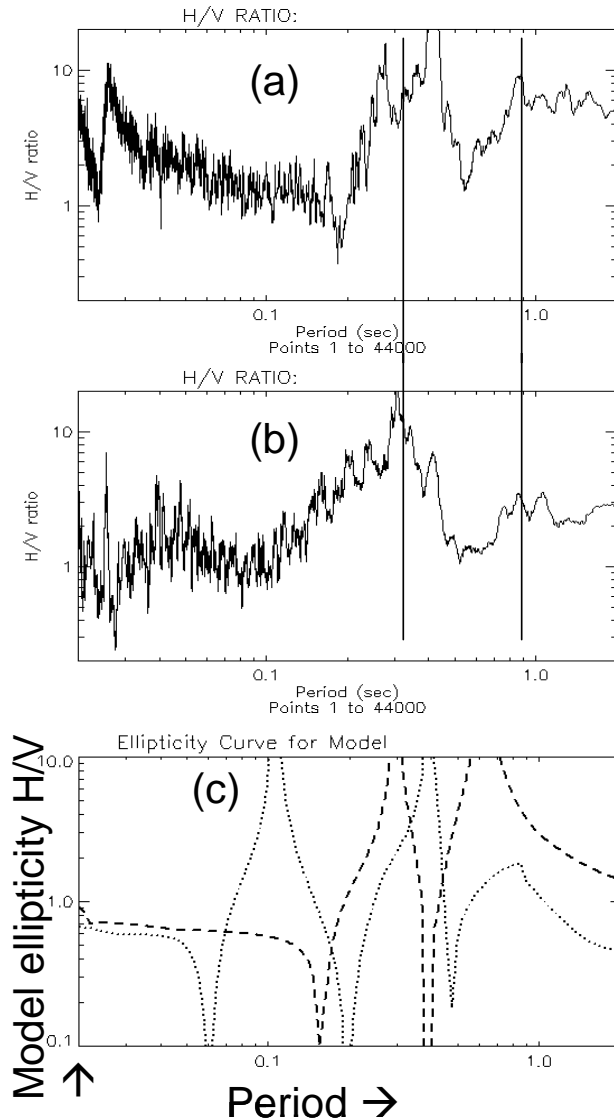 H/V RATIO:
(a)
10
1
H/V ratio
0.1
1.0
Period (sec)
Points 1 to 44000
H/V RATIO:
(b)
10
1
H/V ratio
0.1
1.0
Period (sec)
Points 1 to 44000
Ellipticity Curve for Model
(c)
10.0
1.0
0.1
Model ellipticity H/V →
0.1
1.0
Period →